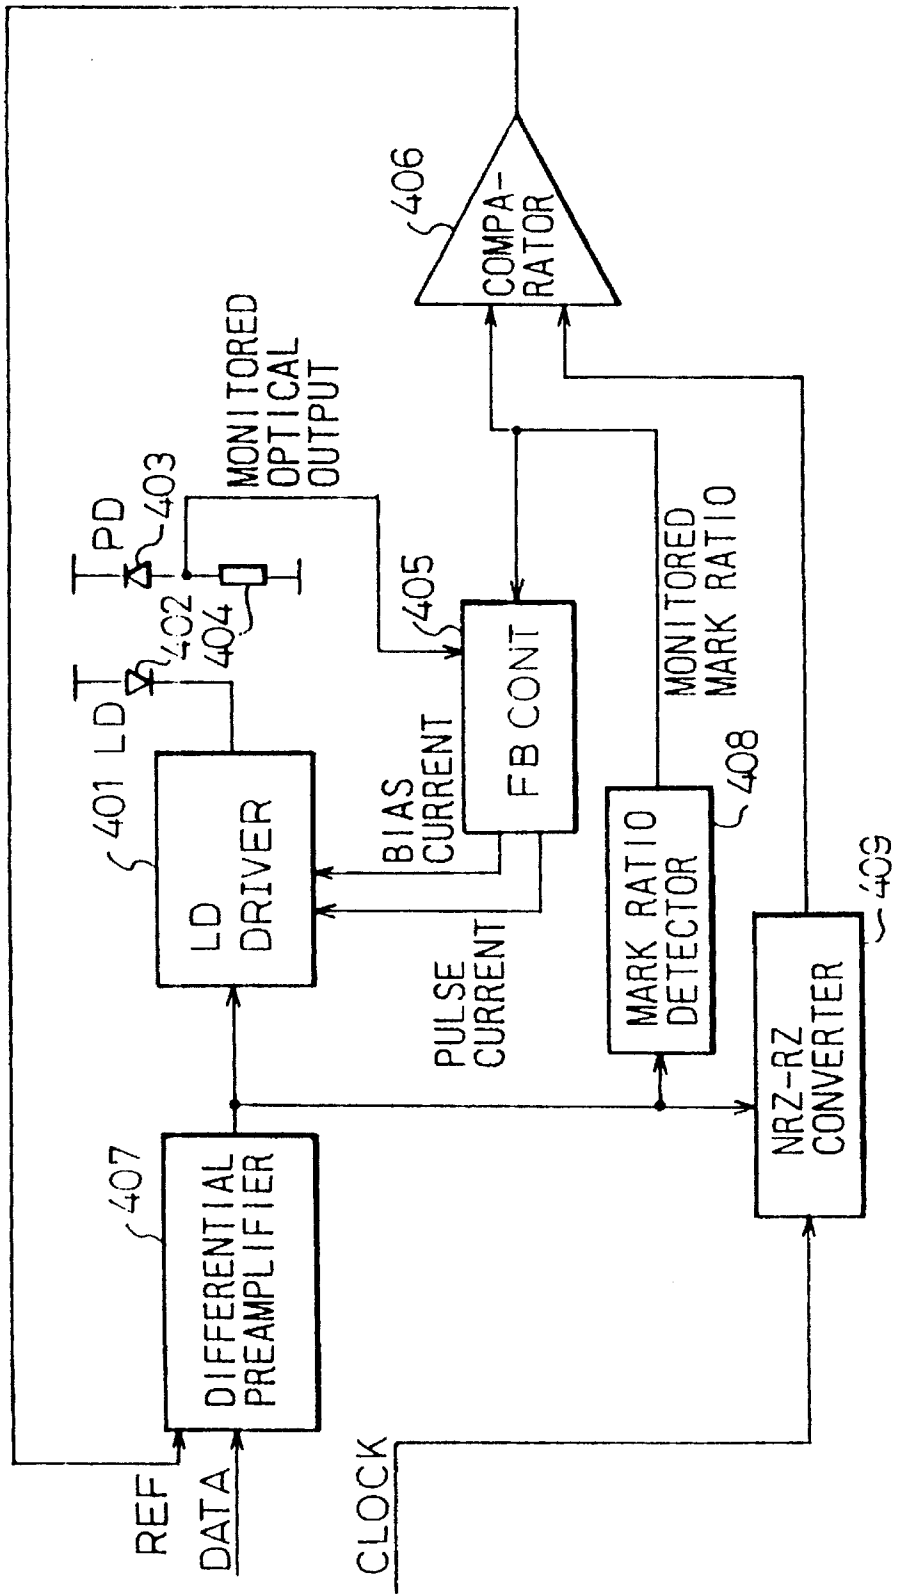 REF
DATA
CLOCK
407
DIFFERENTIAL
PREAMPLIFIER
401
LD
DRIVER
LD
402
PD
403
404
MONITORED
OPTICAL
OUTPUT
BIAS
CURRENT
PULSE
CURRENT
405
FB CONT
406
COMPA-
RATOR
MARK RATIO
DETECTOR
408
MONITORED
MARK RATIO
NRZ-RZ
CONVERTER
409